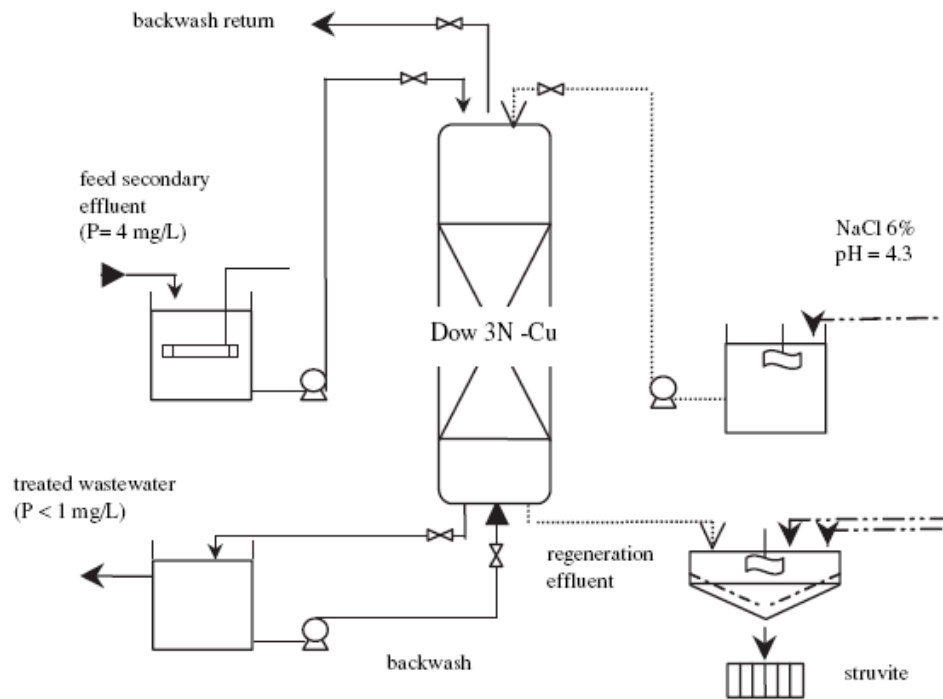 backwash return
feed secondary
effluent
(P= 4 mg/L)
NaCl 6%
pH = 4.3
Dow 3N -Cu
treated wastewater
(P < 1 mg/L)
regeneration
effluent
backwash
struvite